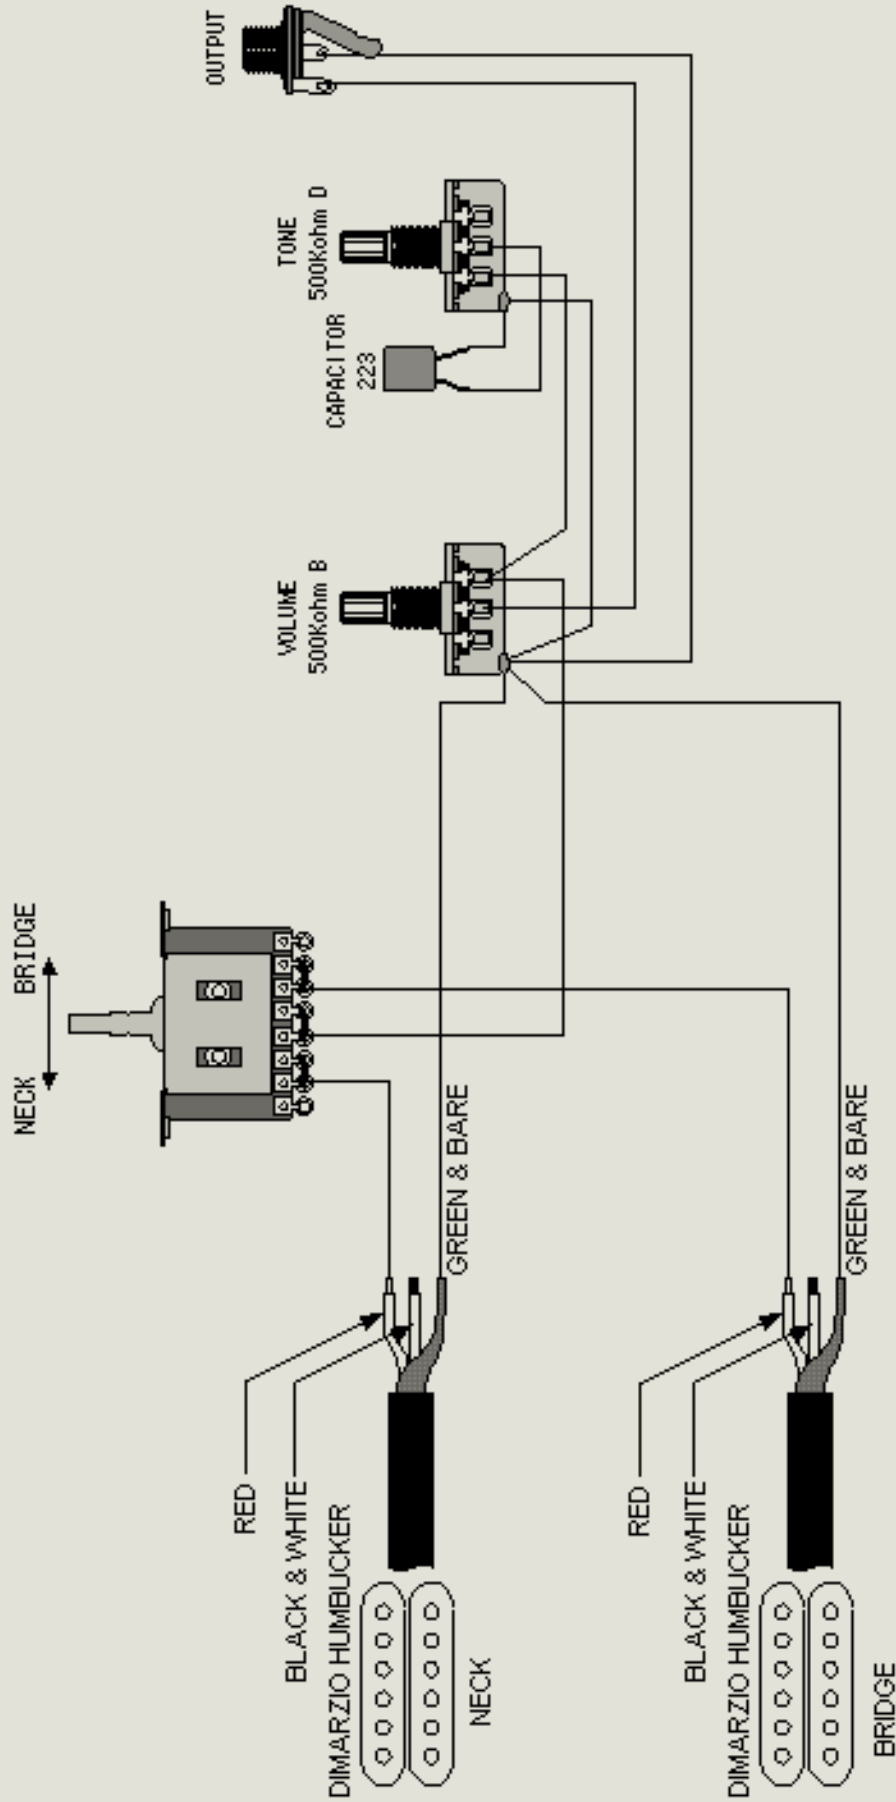 OUTPUT
TONE
500Kohm D
CAPACITOR
223
VOLUME
500Kohm B
BRIDGE
NECK
GREEN & BARE
RED
BLACK & WHITE
DIMARZIO HUMBUCKER
NECK
GREEN & BARE
RED
BLACK & WHITE
DIMARZIO HUMBUCKER
BRIDGE